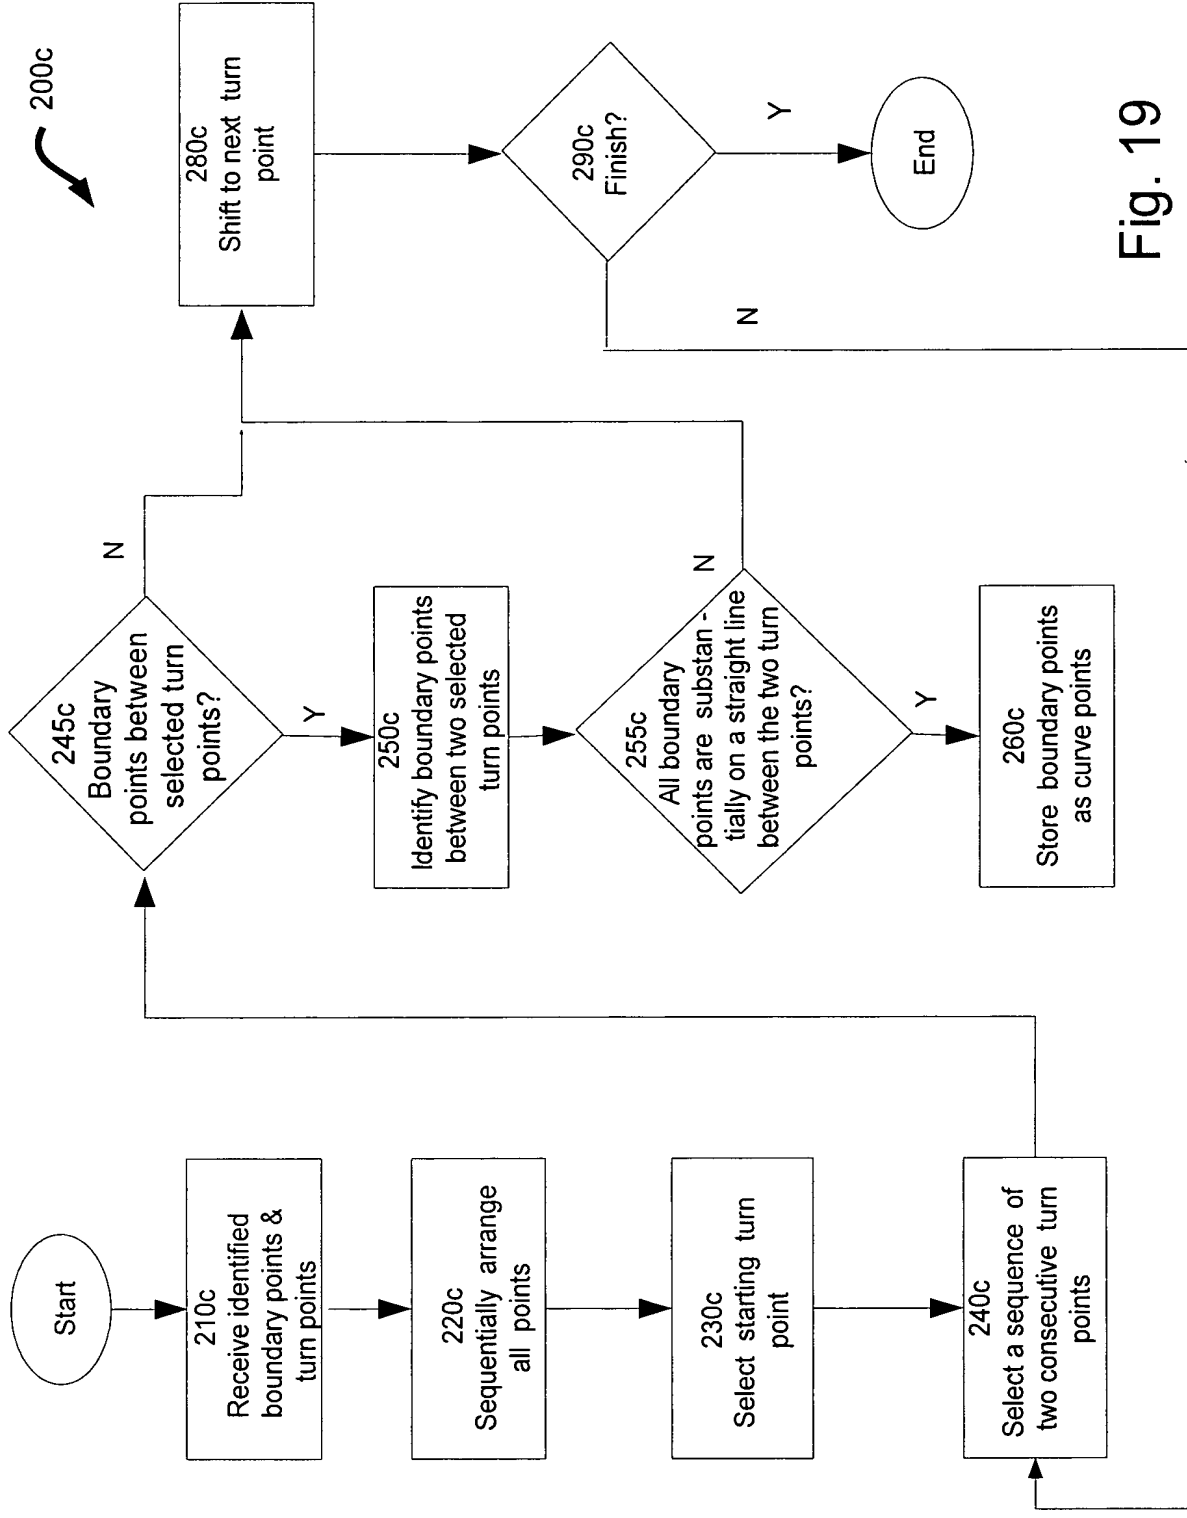 200c
Start
210c
Receive identified
boundary points &
turn points
220c
Sequentially arrange
all points
230c
Select starting turn
point
240c
Select a sequence of
two consecutive turn
points
245c
Boundary
points between
selected turn
points?
N
Y
250c
Identify boundary points
between two selected
turn points
255c
All boundary
points are substan -
tially on a straight line
between the two turn
points?
N
Y
260c
Store boundary points
as curve points
280c
Shift to next turn
point
290c
Finish?
N
Y
End
Fig. 19